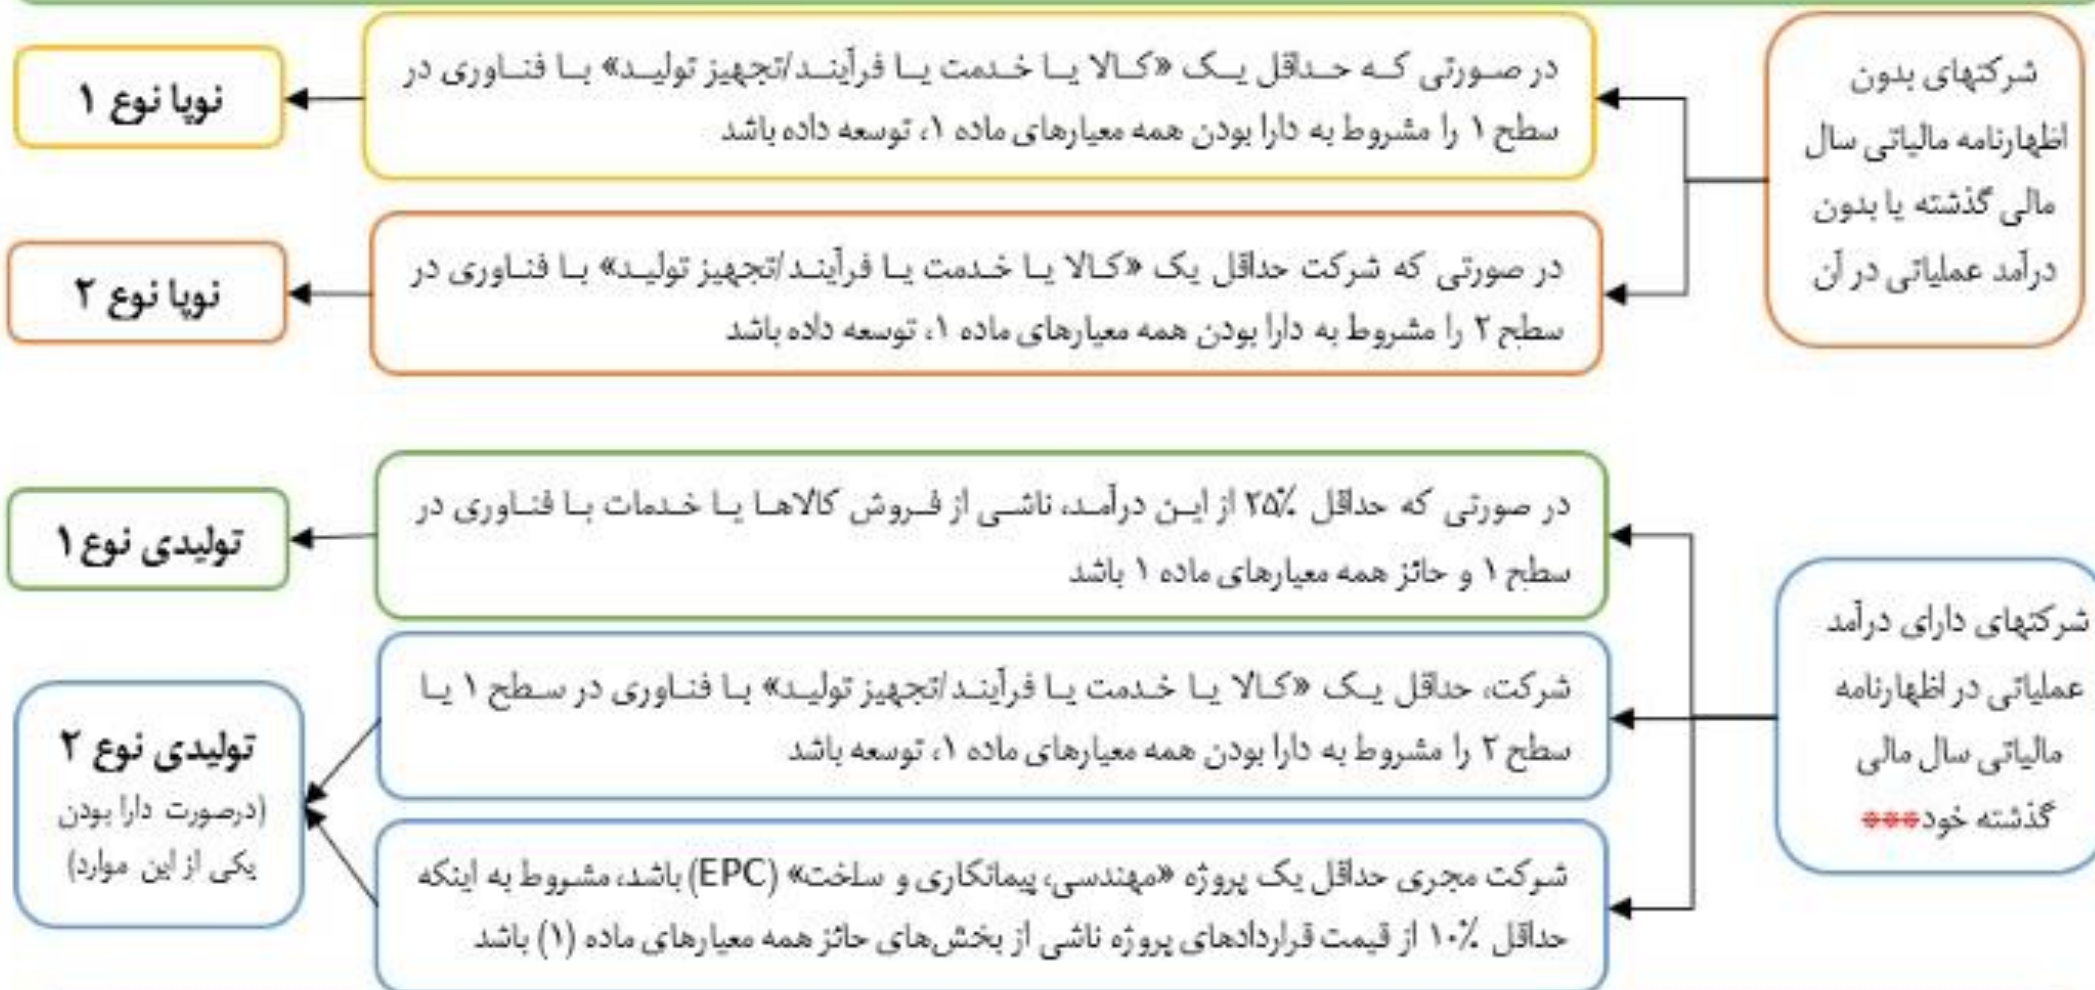 شرکتهای بدون
اظهارنامه مالیاتی سال
مالی گذشته یا بدون
درآمد عملیاتی در آن
در صورتی که حداقل یک «کالا یا خدمت یا فرآیند/تجهیز تولید» با فناوری در
سطح ۱ را مشروط به دارا بودن همه معیارهای ماده ۱، توسعه داده باشد
نوپا نوع ۱
در صورتی که شرکت حداقل یک «کالا یا خدمت یا فرآیند/تجهیز تولید» با فناوری در
سطح ۲ را مشروط به دارا بودن همه معیارهای ماده ۱، توسعه داده باشد
نوپا نوع ۲
شرکتهای دارای درآمد
عملیاتی در اظهارنامه
مالیاتی سال مالی
گذشته خود***
در صورتی که حداقل ۲۵٪ از این درآمد، ناشی از فروش کالاها یا خدمات با فناوری در
سطح ۱ و حائز همه معیارهای ماده ۱ باشد
تولیدی نوع ۱
شرکت، حداقل یک «کالا یا خدمت یا فرآیند/تجهیز تولید» با فناوری در سطح ۱ یا
سطح ۲ را مشروط به دارا بودن همه معیارهای ماده ۱، توسعه باشد
شرکت مجری حداقل یک پروژه «مهندسی، پیمانکاری و ساخت» (EPC) باشد، مشروط به اینکه
حداقل ۱۰٪ از قیمت قراردادهای پروژه ناشی از بخش‌های حائز همه معیارهای ماده (۱) باشد
تولیدی نوع ۲
(درصورت دارا بودن
یکی از این موارد)